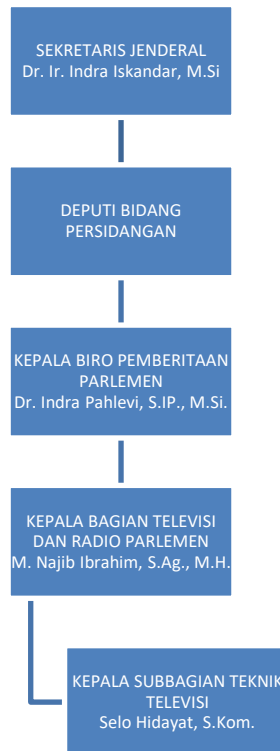 SEKRETARIS JENDERAL
Dr. Ir. Indra Iskandar, M.Si
DEPUTI BIDANG
PERSIDANGAN
KEPALA BIRO PEMBERITAAN
PARLEMEN
Dr. Indra Pahlevi, S.IP., M.Si.
KEPALA BAGIAN TELEVISI
DAN RADIO PARLEMEN
M. Najib Ibrahim, S.Ag., M.H.
KEPALA SUBBAGIAN TEKNIK
TELEVISI
Selo Hidayat, S.Kom.